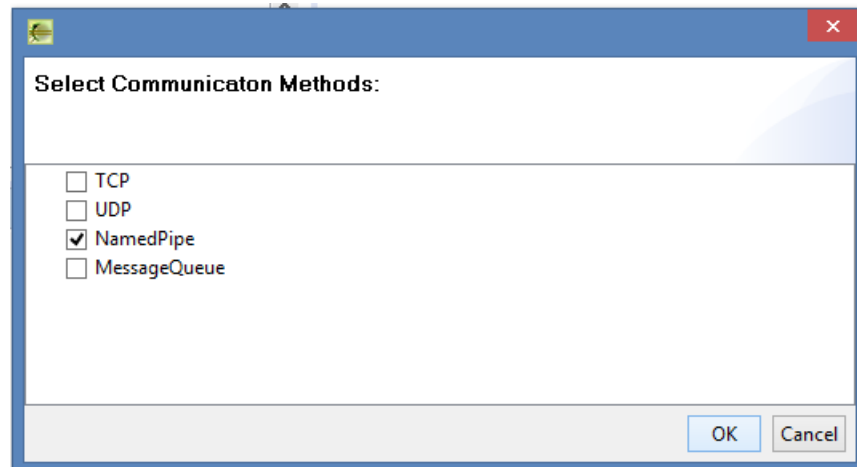 Select Communicaton Methods:
TCP
UDP
NamedPipe
MessageQueue
OK Cancel